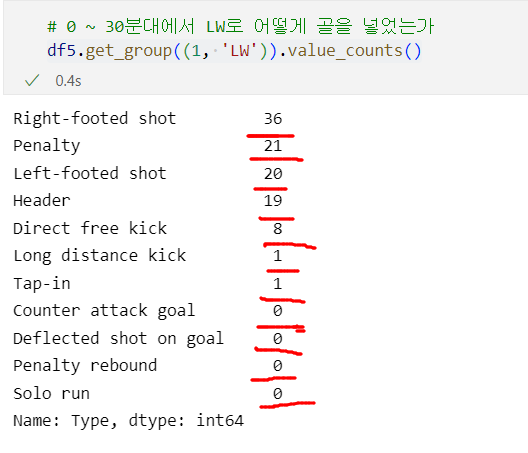 # 0 ~ 30분대에서 LW로 어떻게 골을 넣었는가
df5.get_group((1, 'LW')).value_counts()
✓ 0.4s
Right-footed shot 36
Penalty 21
Left-footed shot 20
Header 19
Direct free kick 8
Long distance kick 1
Tap-in 1
Counter attack goal 0
Deflected shot on goal 0
Penalty rebound 0
Solo run 0
Name: Type, dtype: int64